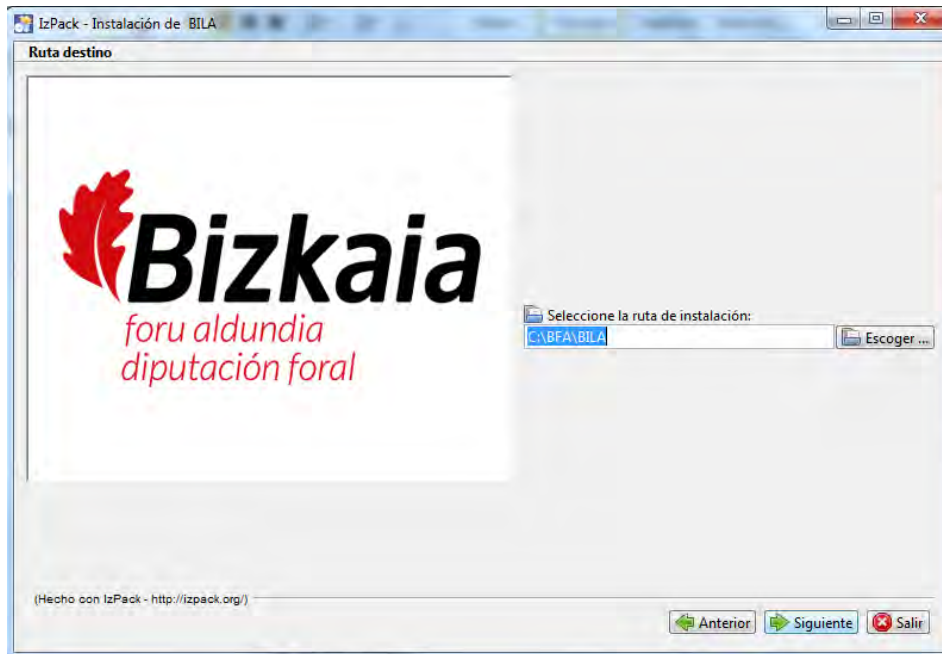 IzPack - Instalación de BILA
Ruta destino
Bizkaia
foru aldundia
diputación foral
Seleccione la ruta de instalación:
C:\BFA\BILA
Escoger ...
(Hecho con IzPack - http://izpack.org/)
Anterior
Siguiente
Salir